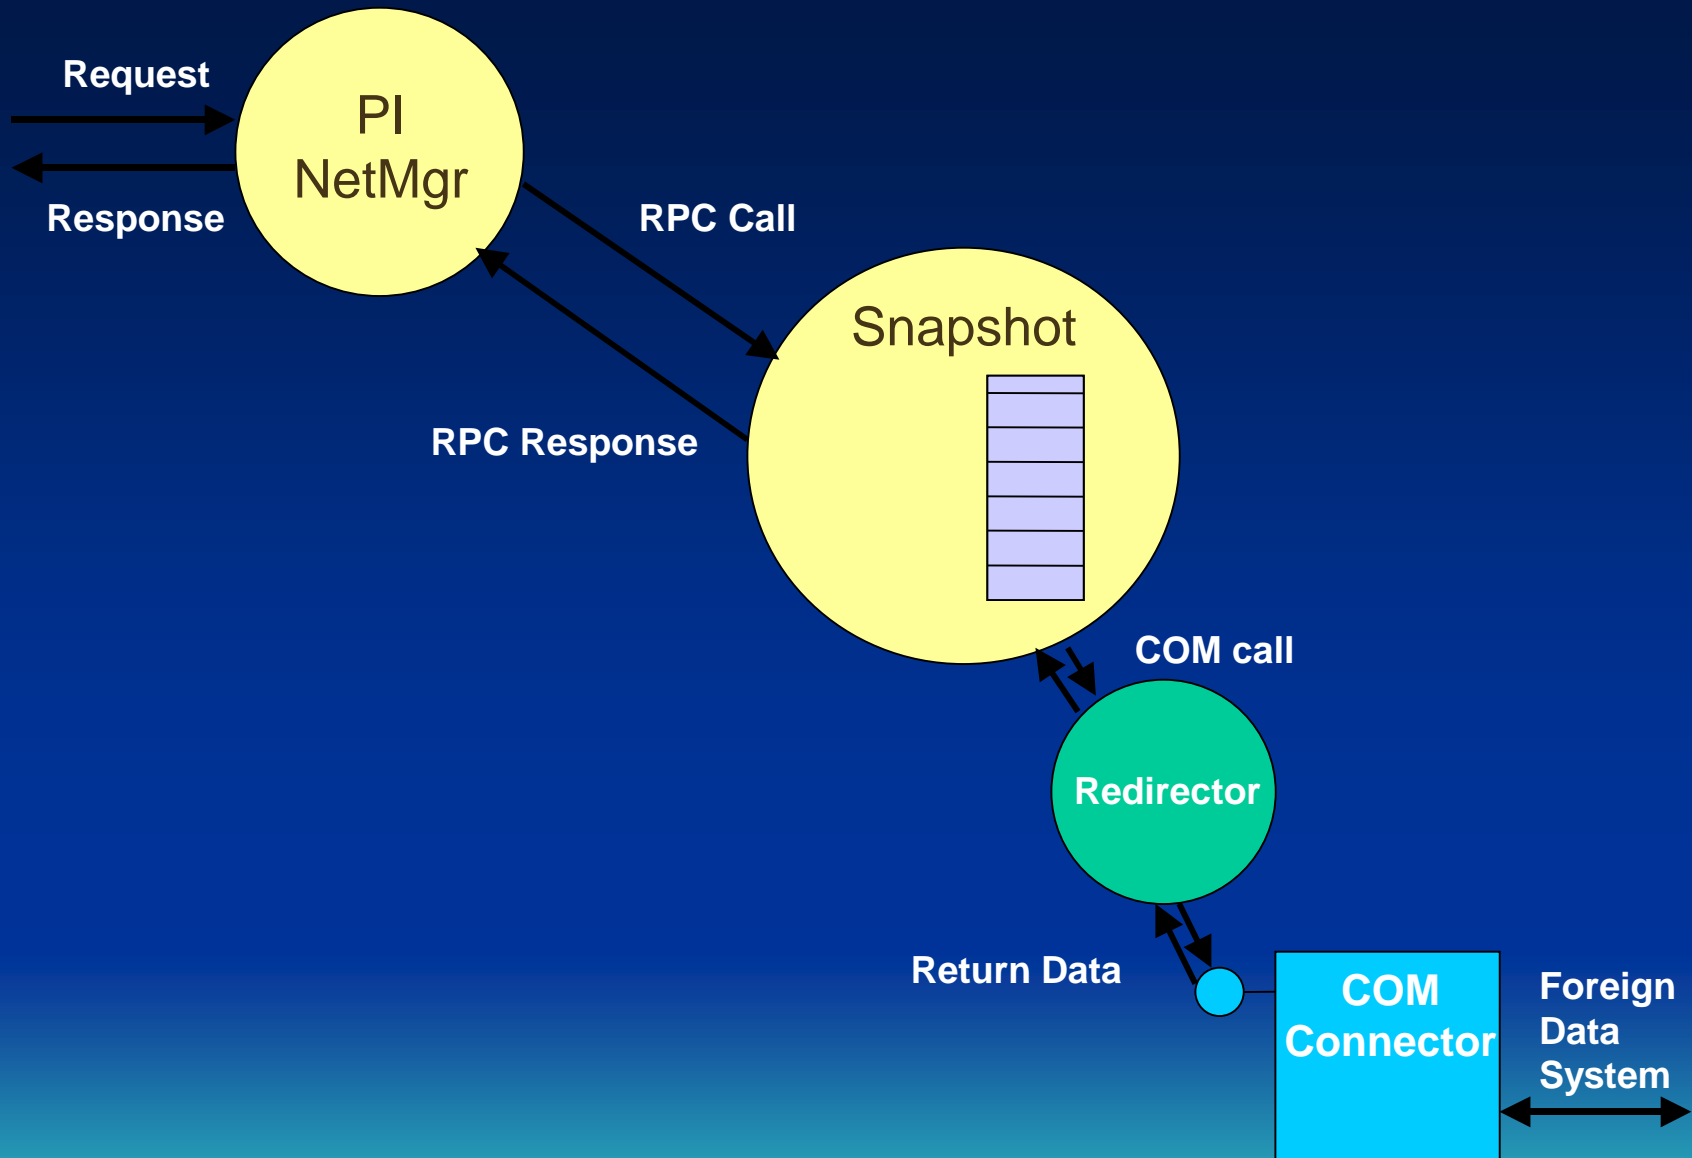 Request
PI
NetMgr
Response
RPC Call
Snapshot
RPC Response
COM call
Redirector
Return Data
COM
Connector
Foreign
Data
System